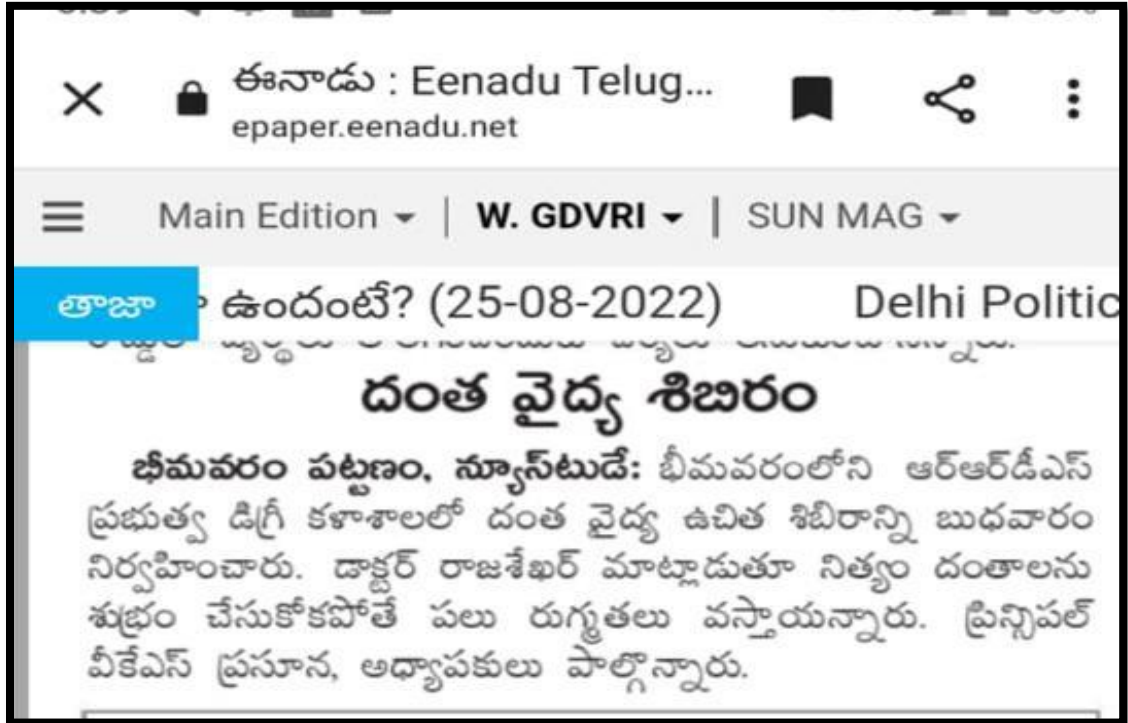 ఈనాడు : Eenadu Telug...
epaper.eenadu.net
Main Edition | W. GDVRI | SUN MAG
తాజా ఉందంటే? (25-08-2022) Delhi Politic
దంత వైద్య శిబిరం
భీమవరం పట్టణం, న్యూస్‌టుడే: భీమవరంలోని ఆర్ఆర్‌డీఎస్
ప్రభుత్వ డిగ్రీ కళాశాలలో దంత వైద్య ఉచిత శిబిరాన్ని బుధవారం
నిర్వహించారు. డాక్టర్ రాజశేఖర్ మాట్లాడుతూ నిత్యం దంతాలను
శుభ్రం చేసుకోకపోతే పలు రుగ్మతలు వస్తాయన్నారు. ప్రిన్సిపల్
వీకేఎస్ ప్రసూన, అధ్యాపకులు పాల్గొన్నారు.